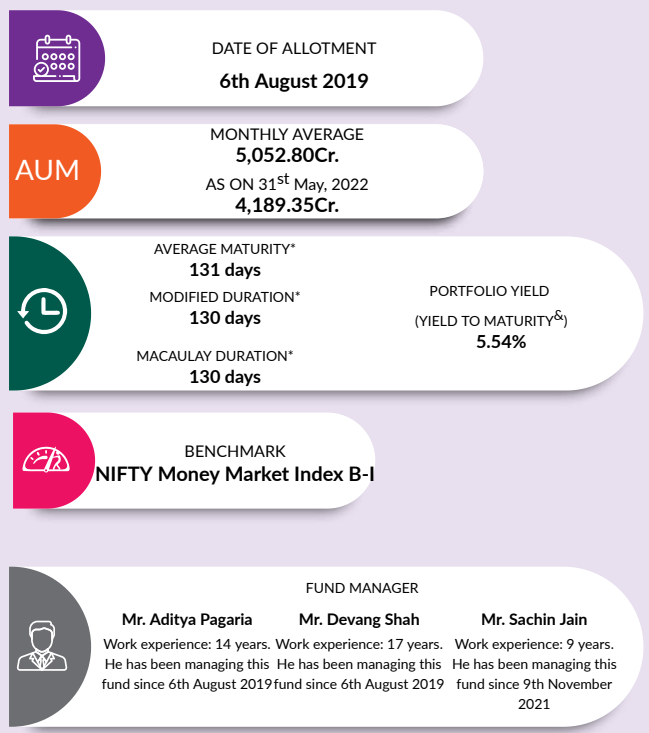 DATE OF ALLOTMENT
6th August 2019
AUM
MONTHLY AVERAGE
5,052.80Cr.
AS ON 31st May, 2022
4,189.35Cr.
AVERAGE MATURITY*
131 days
MODIFIED DURATION*
130 days
MACAULAY DURATION*
130 days
PORTFOLIO YIELD
(YIELD TO MATURITY&)
5.54%
BENCHMARK
NIFTY Money Market Index B-I
FUND MANAGER
Mr. Aditya Pagaria
Work experience: 14 years.
He has been managing this
fund since 6th August 2019
Mr. Devang Shah
Work experience: 17 years.
He has been managing this
fund since 6th August 2019
Mr. Sachin Jain
Work experience: 9 years.
He has been managing this
fund since 9th November
2021